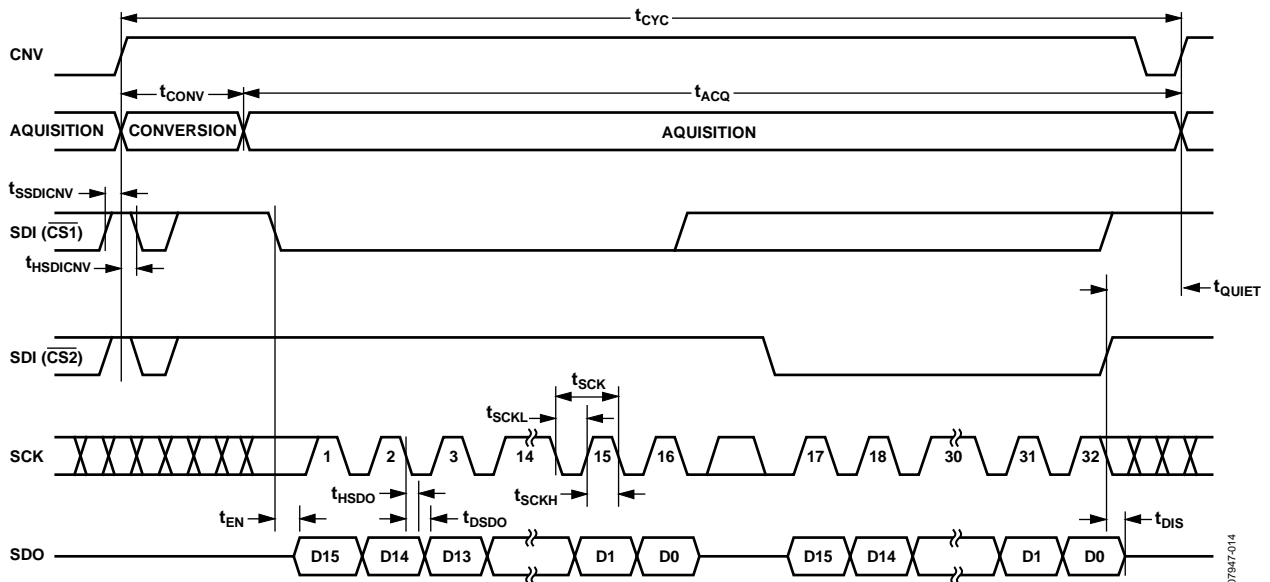 tCYC
CNV
tCONV
tACQ
AQUISITION
CONVERSION
AQUISITION
tSSDICNV
SDI (CS1)
tHSDICNV
tQUIET
SDI (CS2)
tSCK
tSCKL
SCK
1 2 3 14 15 16 17 18 30 31 32
tHSDO
tSCKH
tEN
tDSDO
tDIS
SDO
D15 D14 D13 D1 D0 D15 D14 D1 D0
07947-014